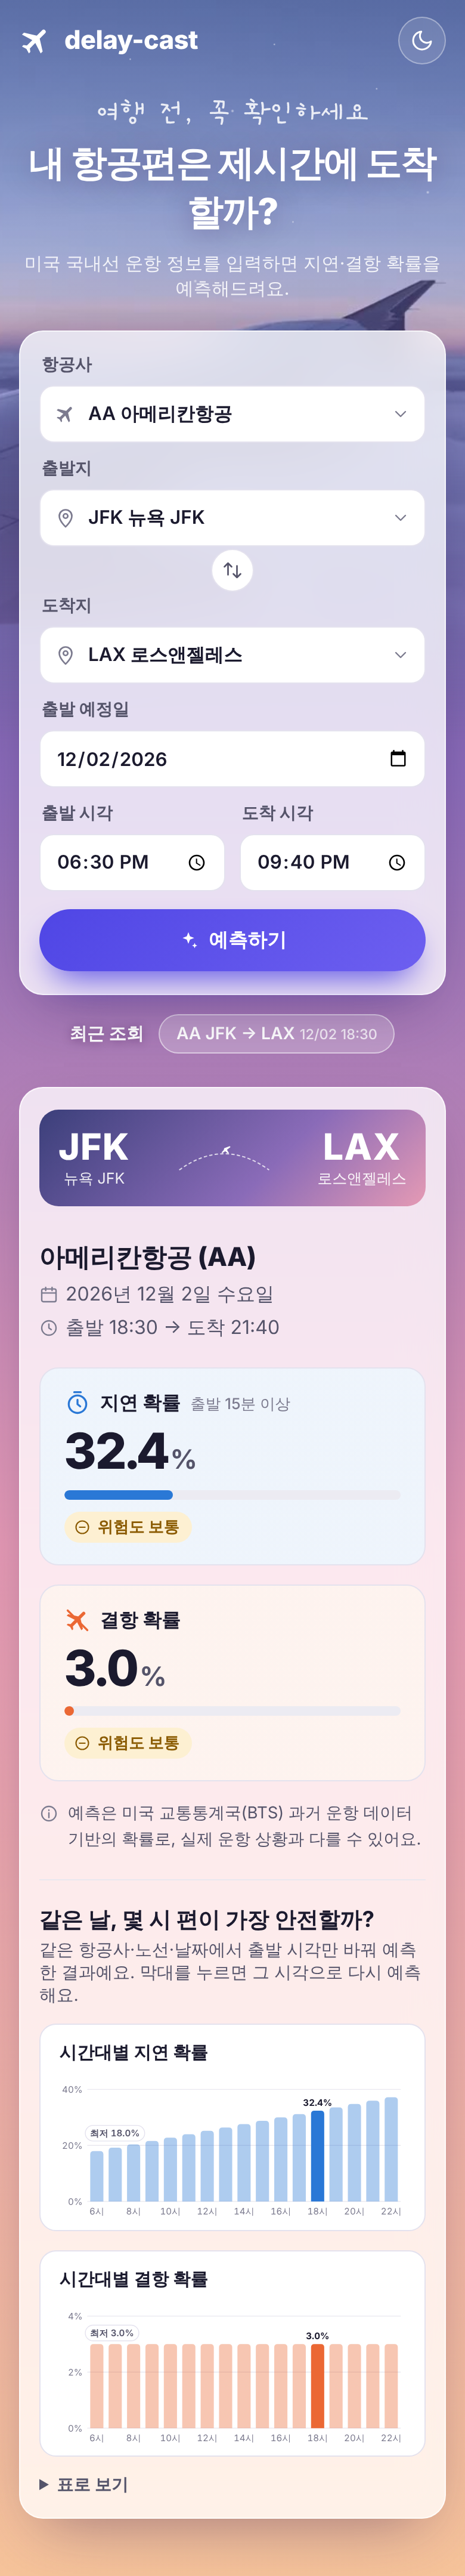 delay-cast
여행 전, 꼭 확인하세요
내 항공편은 제시간에 도착
할까?
미국 국내선 운항 정보를 입력하면 지연·결항 확률을
예측해드려요.
항공사
AA 아메리칸항공
출발지
JFK 뉴욕 JFK
도착지
LAX 로스앤젤레스
출발 예정일
12/02/2026
출발 시각 도착 시각
06:30 PM 09:40 PM
예측하기
최근 조회 AA JFK → LAX 12/02 18:30
JFK LAX
뉴욕 JFK 로스앤젤레스
아메리칸항공 (AA)
2026년 12월 2일 수요일
출발 18:30 → 도착 21:40
지연 확률 출발 15분 이상
32.4%
위험도 보통
결항 확률
3.0%
위험도 보통
예측은 미국 교통통계국(BTS) 과거 운항 데이터
기반의 확률로, 실제 운항 상황과 다를 수 있어요.
같은 날, 몇 시 편이 가장 안전할까?
같은 항공사·노선·날짜에서 출발 시각만 바꿔 예측
한 결과예요. 막대를 누르면 그 시각으로 다시 예측
해요.
시간대별 지연 확률
40%
32.4%
최저 18.0%
20%
0%
6시 8시 10시 12시 14시 16시 18시 20시 22시
시간대별 결항 확률
4%
최저 3.0% 3.0%
2%
0%
6시 8시 10시 12시 14시 16시 18시 20시 22시
▶ 표로 보기